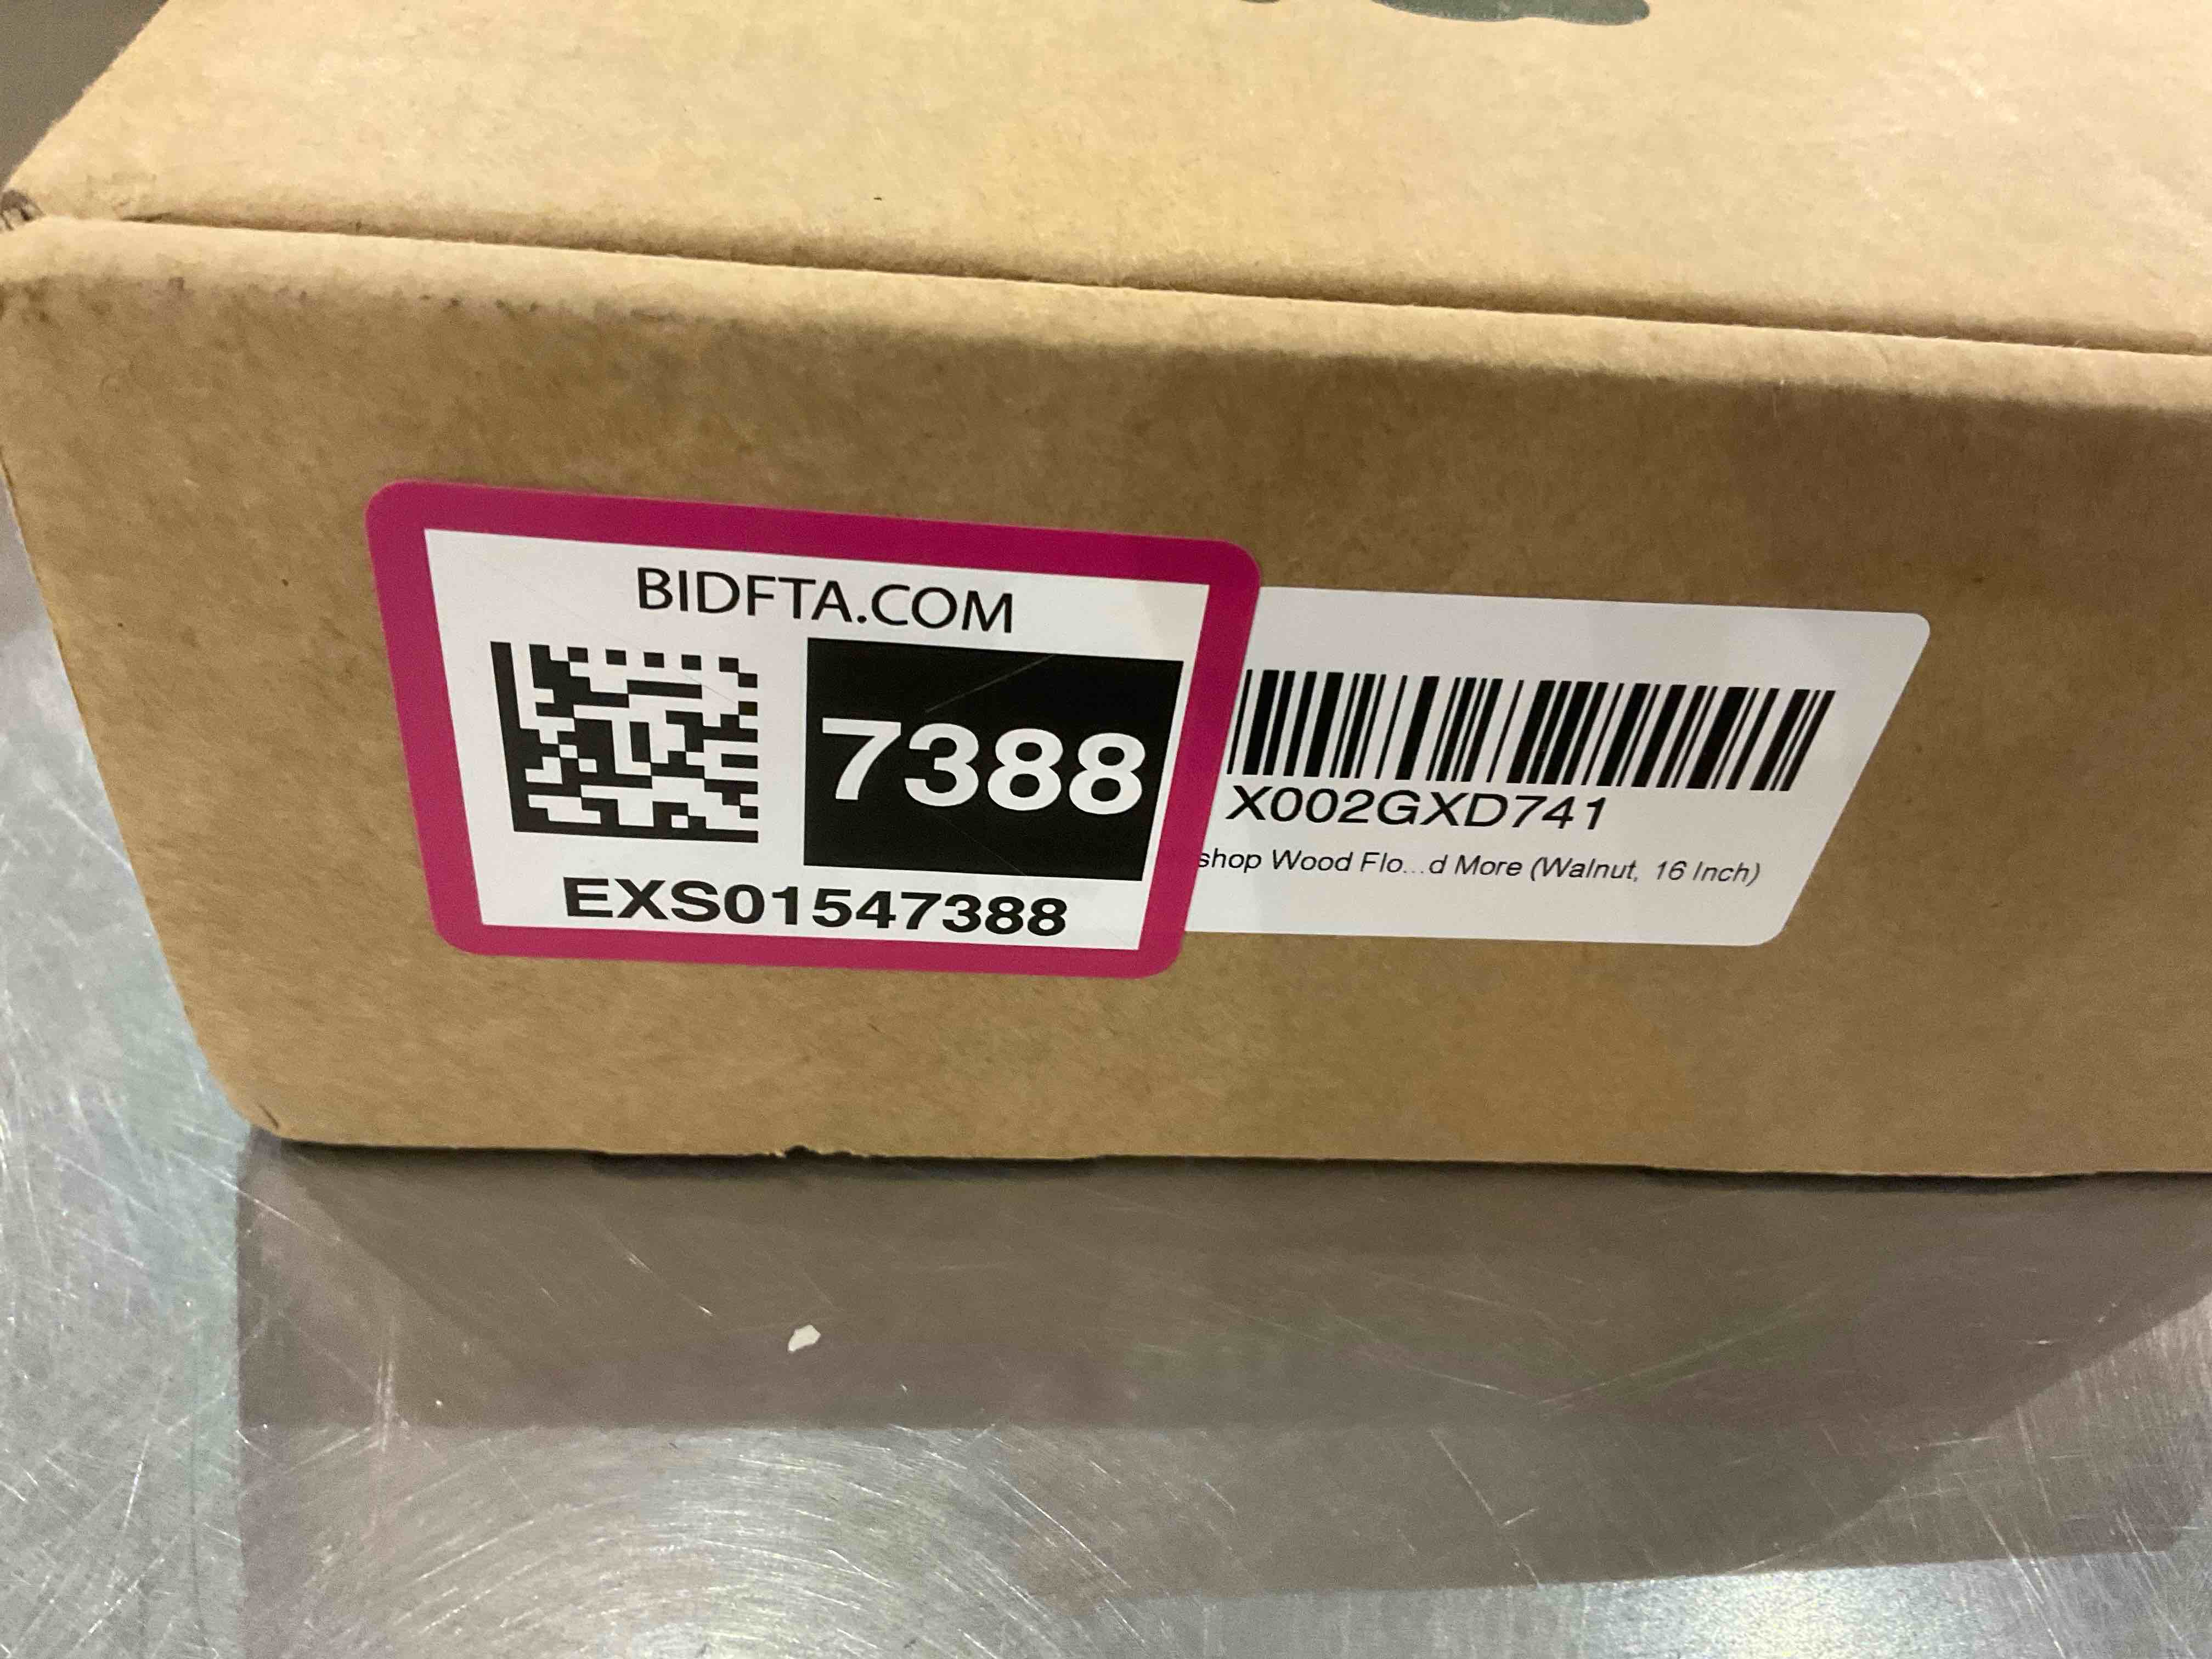 BIDFTA.COM
7388
EXS01547388
X002GXD741
shop Wood Flo...d More (Walnut, 16 Inch)